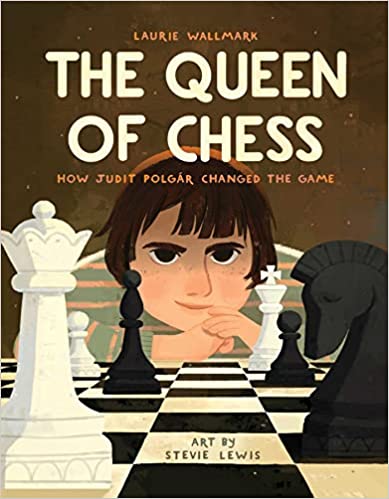 LAURIE WALLMARK
THE QUEEN
OF CHESS
HOW JUDIT POLGÁR CHANGED THE GAME
ART BY
STEVIE LEWIS